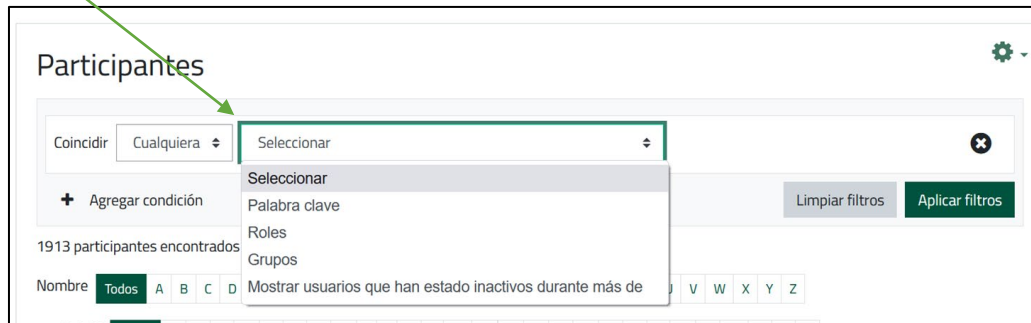 Participantes
Coincidir Cualquiera Seleccionar
Seleccionar
Palabra clave
Roles
Grupos
Mostrar usuarios que han estado inactivos durante más de
Agregar condición Limpiar filtros Aplicar filtros
1913 participantes encontrados
Nombre Todos A B C D V W X Y Z